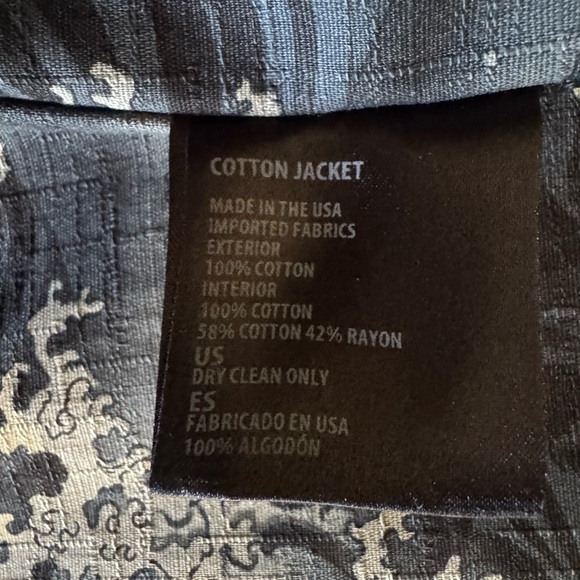 COTTON JACKET
MADE IN THE USA
IMPORTED FABRICS
EXTERIOR
100% COTTON
INTERIOR
100% COTTON
58% COTTON 42% RAYON
US
DRY CLEAN ONLY
ES
FABRICADO EN USA
100% ALGODÓN